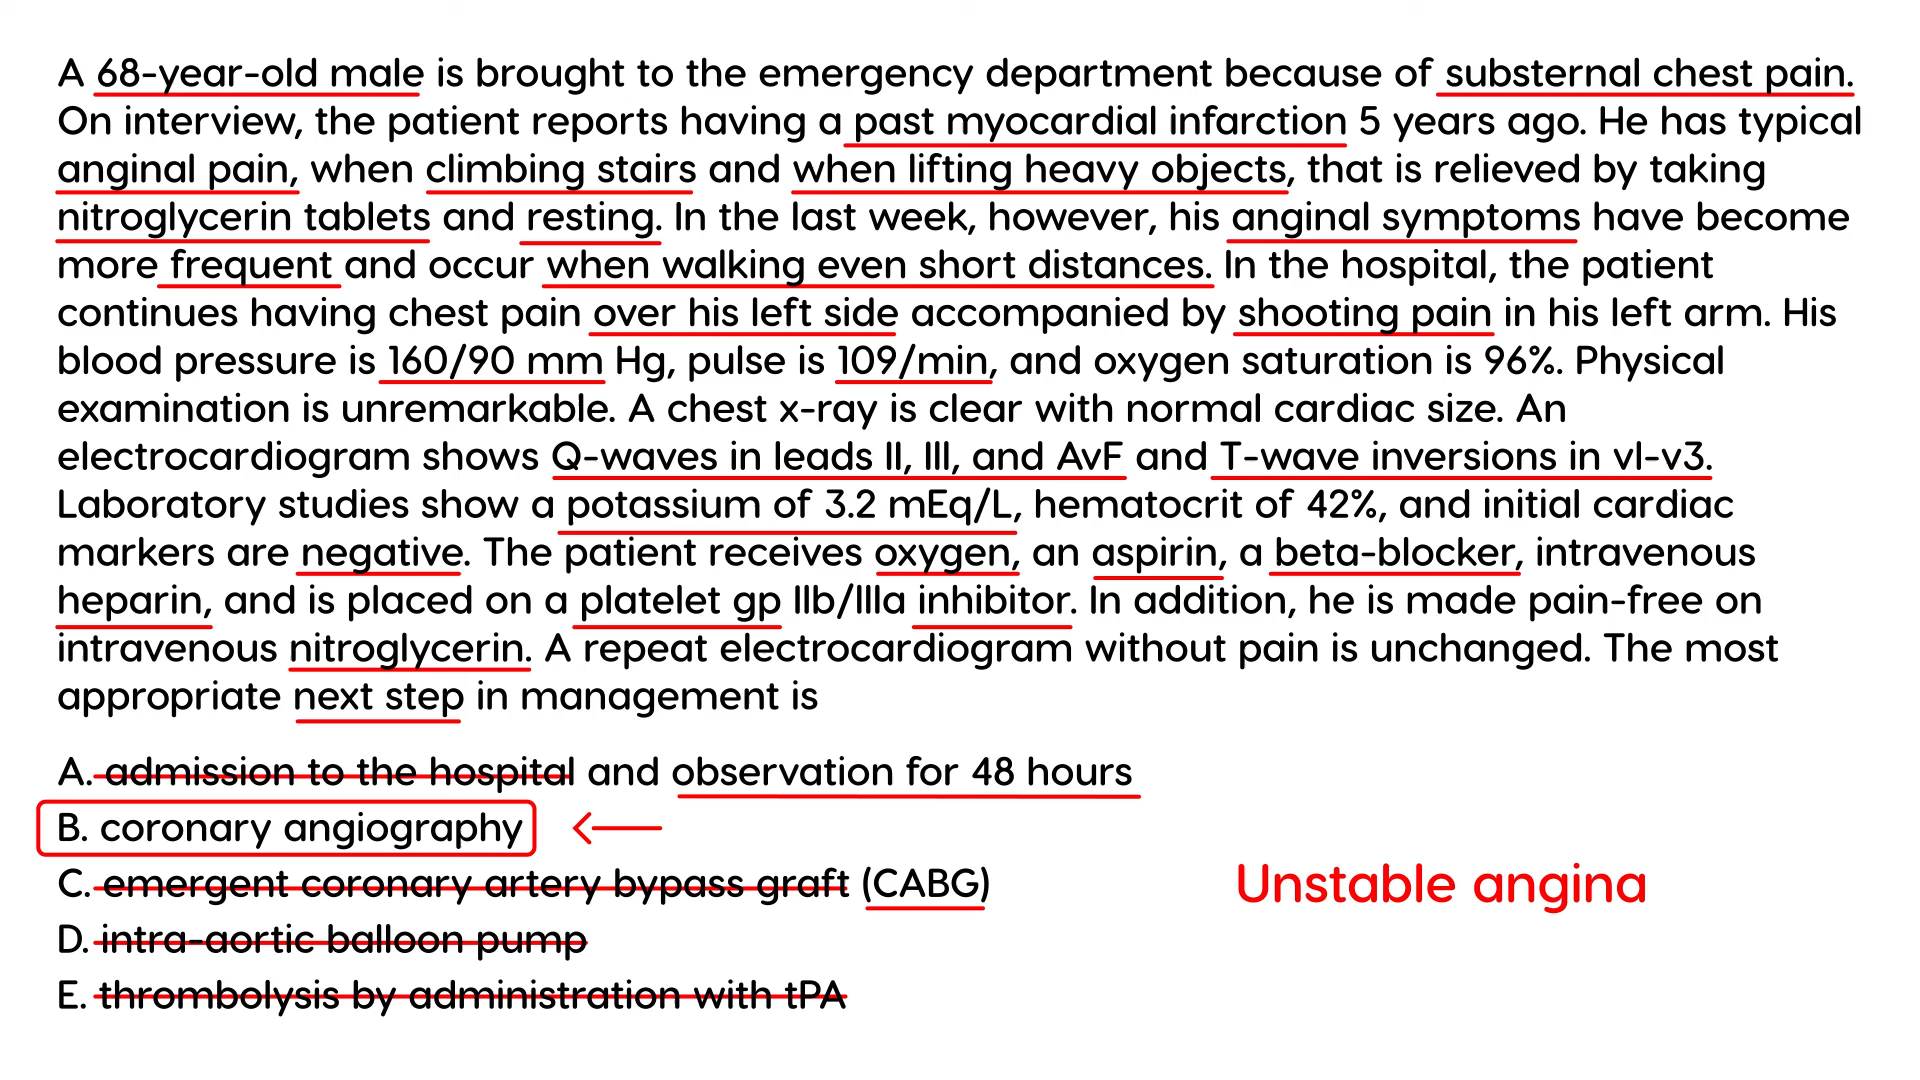 A 68-year-old male is brought to the emergency department because of substernal chest pain.
On interview, the patient reports having a past myocardial infarction 5 years ago. He has typical
anginal pain, when climbing stairs and when lifting heavy objects, that is relieved by taking
nitroglycerin tablets and resting. In the last week, however, his anginal symptoms have become
more frequent and occur when walking even short distances. In the hospital, the patient
continues having chest pain over his left side accompanied by shooting pain in his left arm. His
blood pressure is 160/90 mm Hg, pulse is 109/min, and oxygen saturation is 96%. Physical
examination is unremarkable. A chest x-ray is clear with normal cardiac size. An
electrocardiogram shows Q-waves in leads II, III, and AvF and T-wave inversions in vl-v3.
Laboratory studies show a potassium of 3.2 mEq/L, hematocrit of 42%, and initial cardiac
markers are negative. The patient receives oxygen, an aspirin, a beta-blocker, intravenous
heparin, and is placed on a platelet gp IIb/IIIa inhibitor. In addition, he is made pain-free on
intravenous nitroglycerin. A repeat electrocardiogram without pain is unchanged. The most
appropriate next step in management is
A. admission to the hospital and observation for 48 hours
B. coronary angiography
C. emergent coronary artery bypass graft (CABG)
Unstable angina
D. intra-aortic balloon pump
E. thrombolysis by administration with tPA